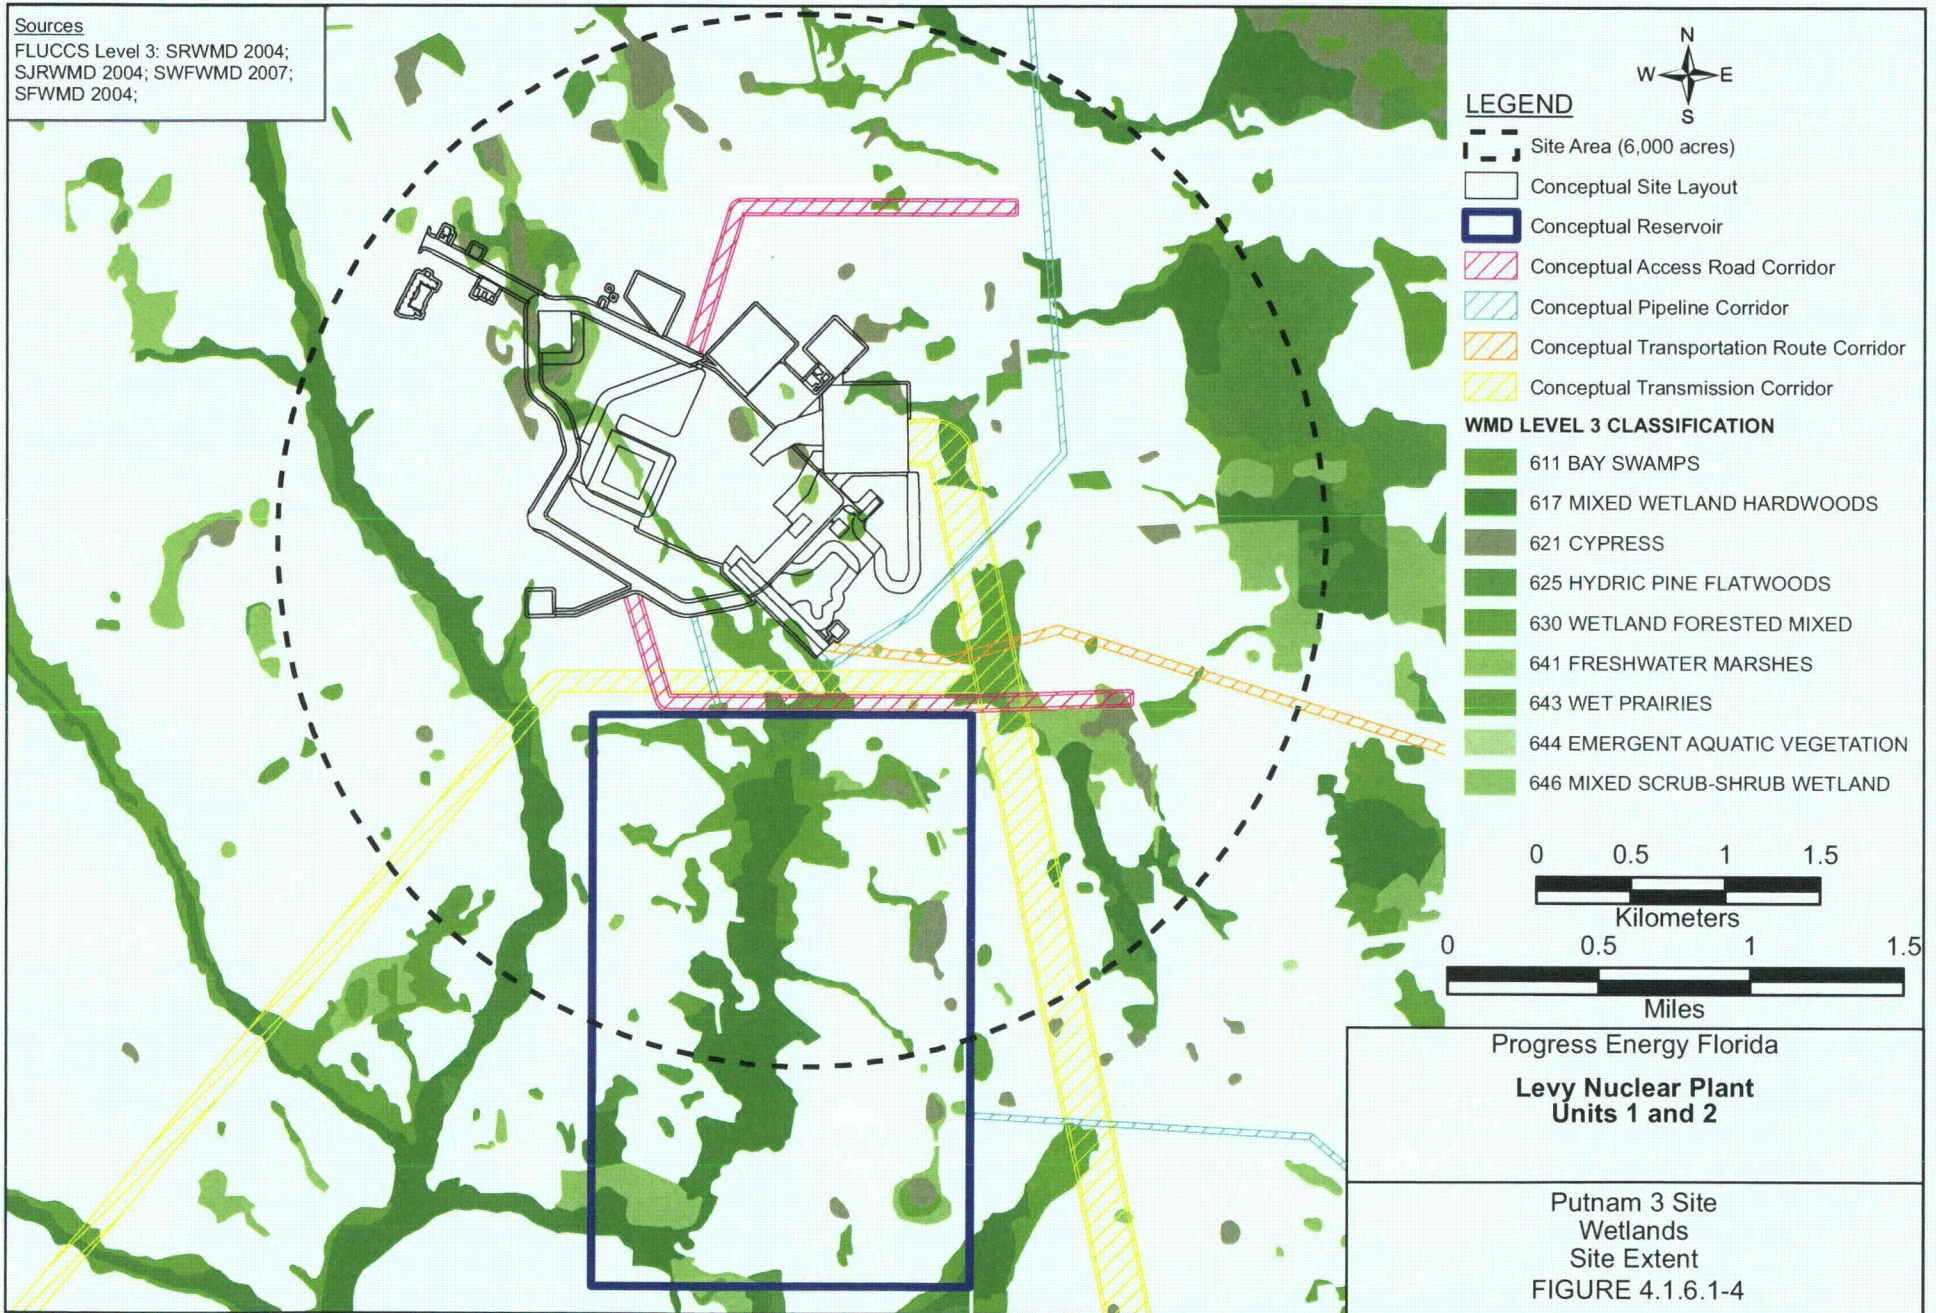 Sources
FLUCCS Level 3: SRWMD 2004;
SJRWMD 2004; SWFWMD 2007;
SFWMD 2004;
N
W E
S
LEGEND
Site Area (6,000 acres)
Conceptual Site Layout
Conceptual Reservoir
Conceptual Access Road Corridor
Conceptual Pipeline Corridor
Conceptual Transportation Route Corridor
Conceptual Transmission Corridor
WMD LEVEL 3 CLASSIFICATION
611 BAY SWAMPS
617 MIXED WETLAND HARDWOODS
621 CYPRESS
625 HYDRIC PINE FLATWOODS
630 WETLAND FORESTED MIXED
641 FRESHWATER MARSHES
643 WET PRAIRIES
644 EMERGENT AQUATIC VEGETATION
646 MIXED SCRUB-SHRUB WETLAND
0 0.5 1 1.5
Kilometers
0 0.5 1 1.5
Miles
Progress Energy Florida
Levy Nuclear Plant
Units 1 and 2
Putnam 3 Site
Wetlands
Site Extent
FIGURE 4.1.6.1-4